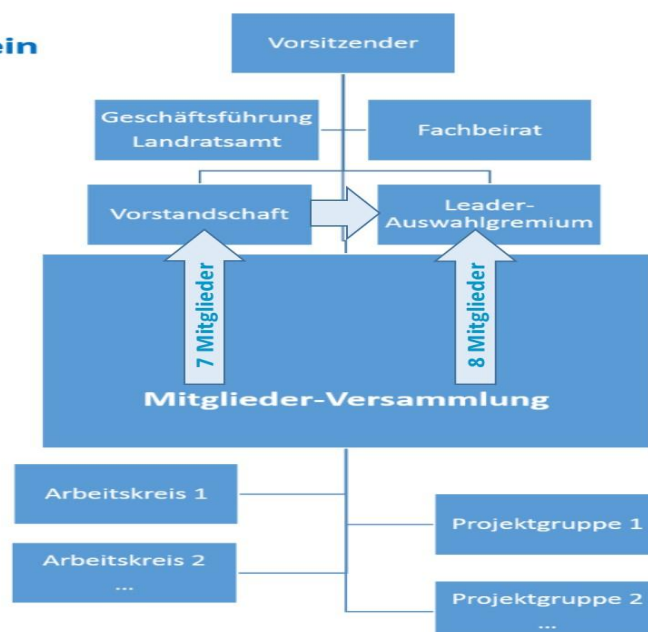 ein
Vorsitzender
Geschäftsführung
Landratsamt
Fachbeirat
Vorstandschaft
Leader-
Auswahlgremium
7 Mitglieder
8 Mitglieder
Mitglieder-Versammlung
Arbeitskreis 1
Projektgruppe 1
Arbeitskreis 2
...
Projektgruppe 2
...